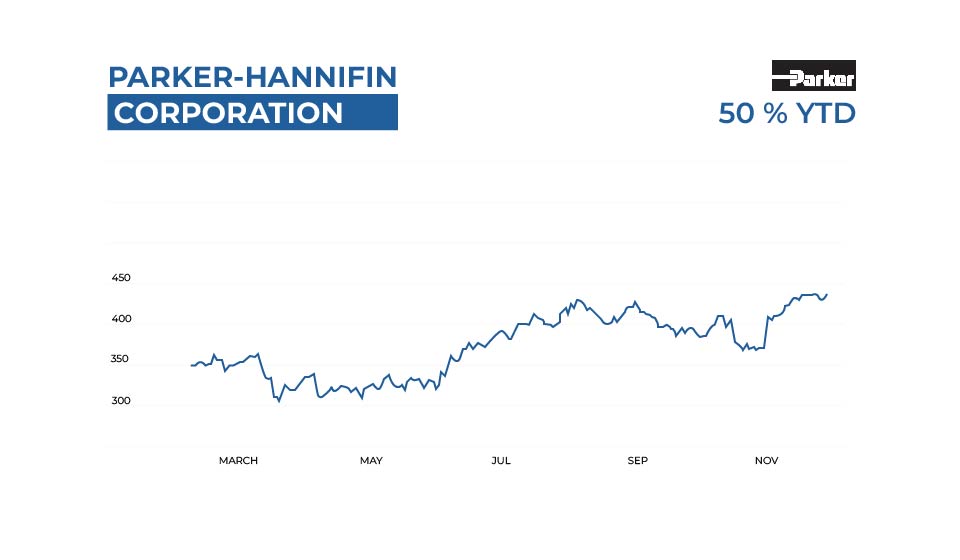 PARKER-HANNIFIN
CORPORATION
Parker
50 % YTD
450
400
350
300
MARCH MAY JUL SEP NOV